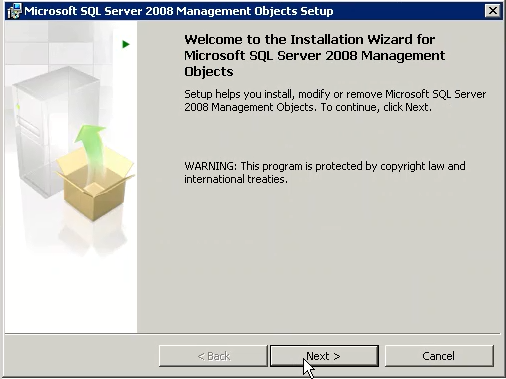 Microsoft SQL Server 2008 Management Objects Setup
Welcome to the Installation Wizard for
Microsoft SQL Server 2008 Management
Objects
Setup helps you install, modify or remove Microsoft SQL Server
2008 Management Objects. To continue, click Next.
WARNING: This program is protected by copyright law and
international treaties.
< Back
Next >
Cancel